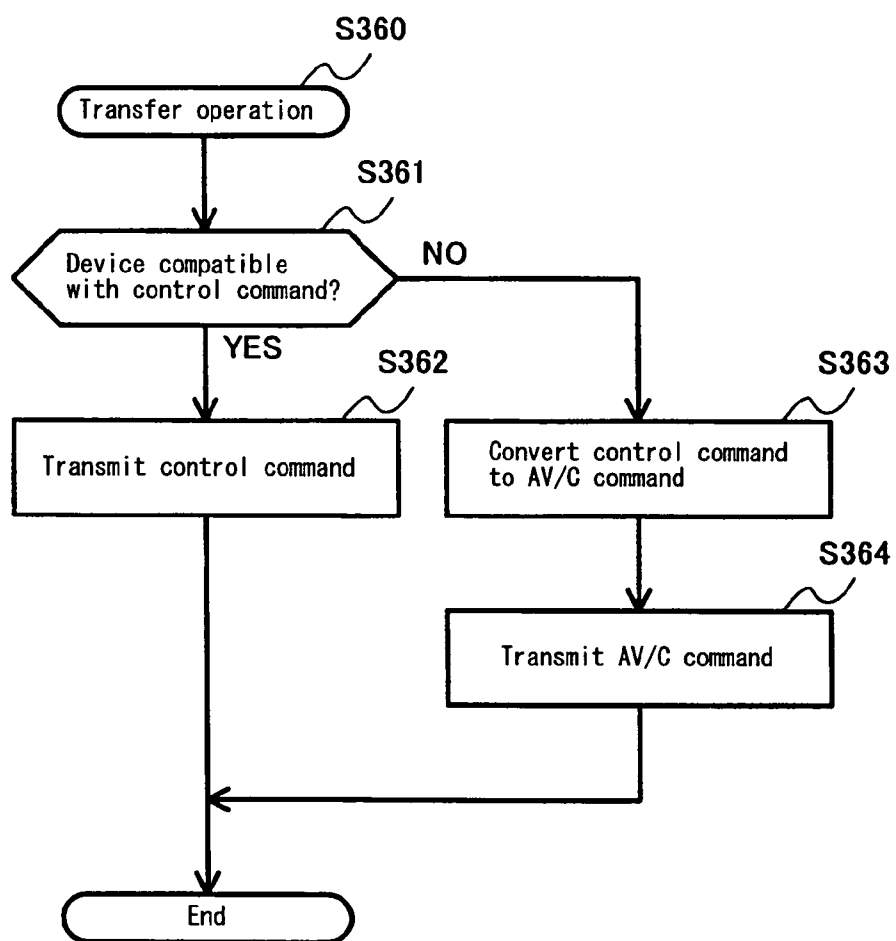 S360
Transfer operation
S361
Device compatible
with control command?
NO
YES
S362
Transmit control command
S363
Convert control command
to AV/C command
S364
Transmit AV/C command
End